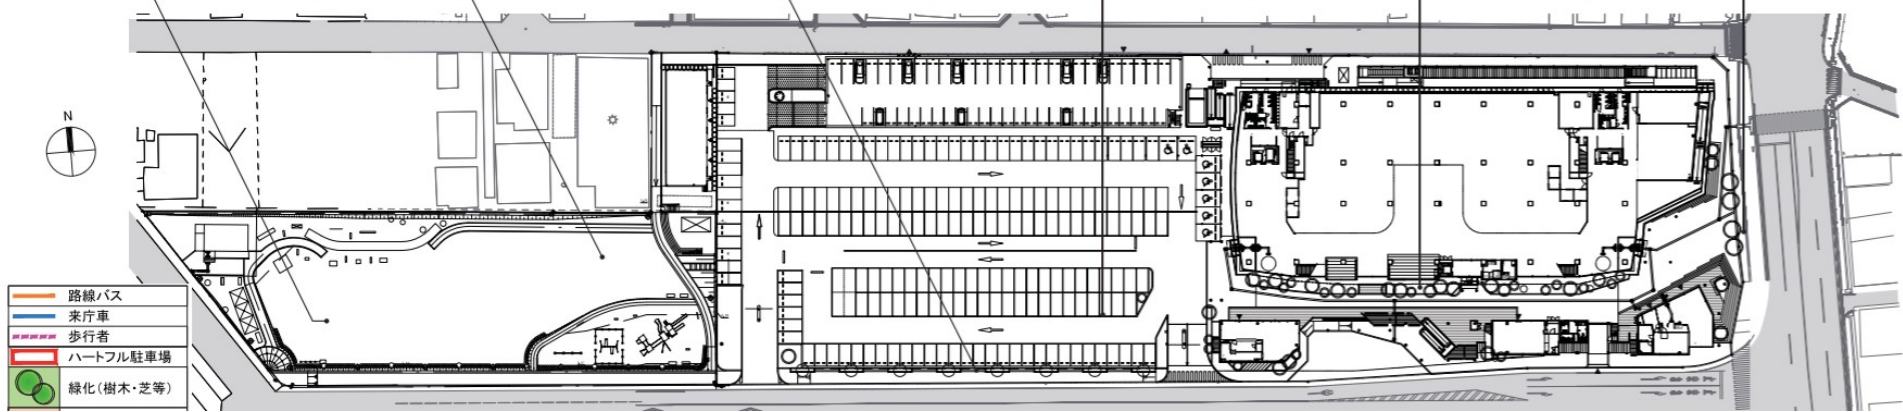 N
路線バス
来庁車
歩行者
ハートフル駐車場
緑化(樹木・芝等)